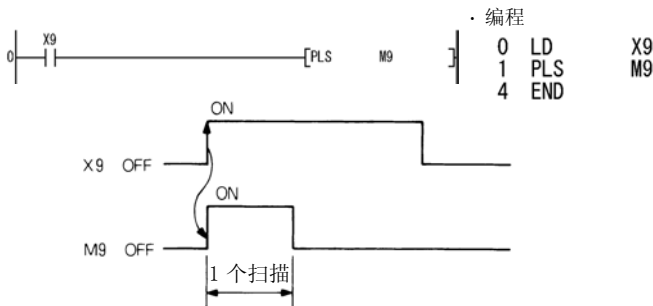 · 编程
X9
0 [PLS M9 ]
0 LD X9
1 PLS M9
4 END
ON
X9 OFF
ON
M9 OFF
1 个扫描